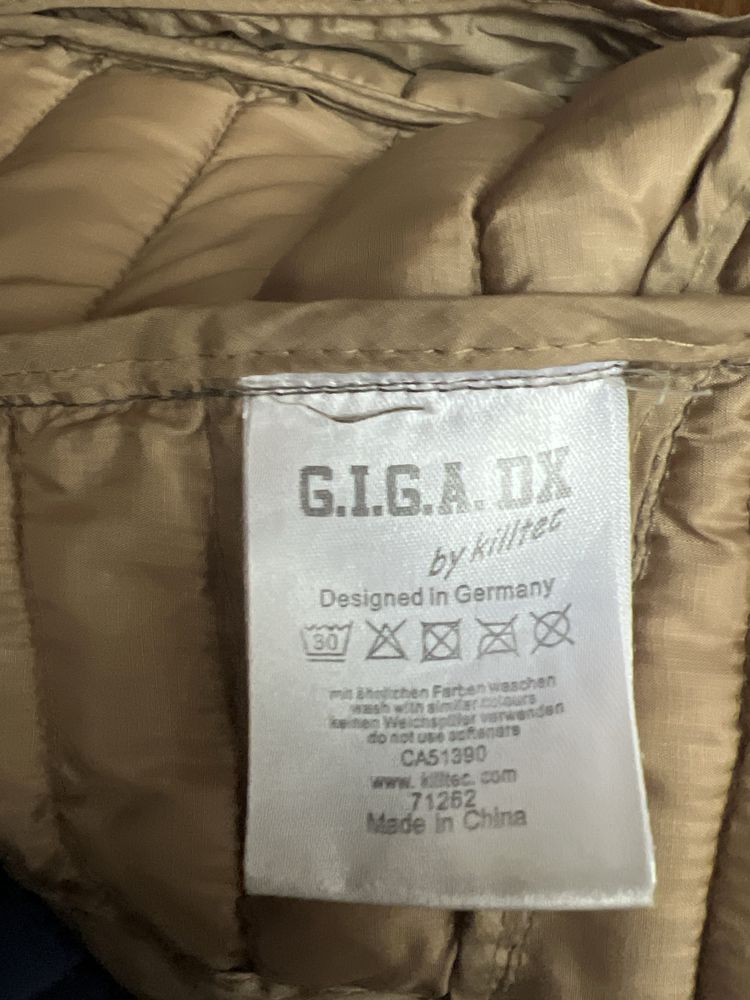 G.I.G.A. DX
by killtec
Designed in Germany
30
mit ähnlichen Farben waschen
wash with similar colours
keinen Weichspüler verwenden
do not use softeners
CA51390
www. killtec. com
71262
Made in China